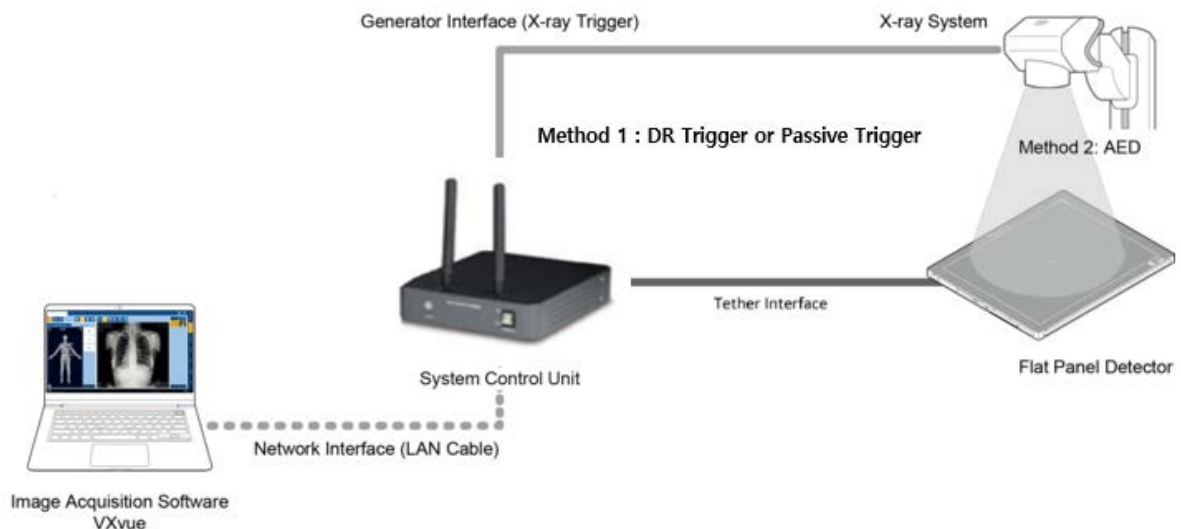 Generator Interface (X-ray Trigger)
X-ray System
Method 1 : DR Trigger or Passive Trigger
Method 2: AED
Tether Interface
Flat Panel Detector
System Control Unit
Network Interface (LAN Cable)
Image Acquisition Software
VXvue